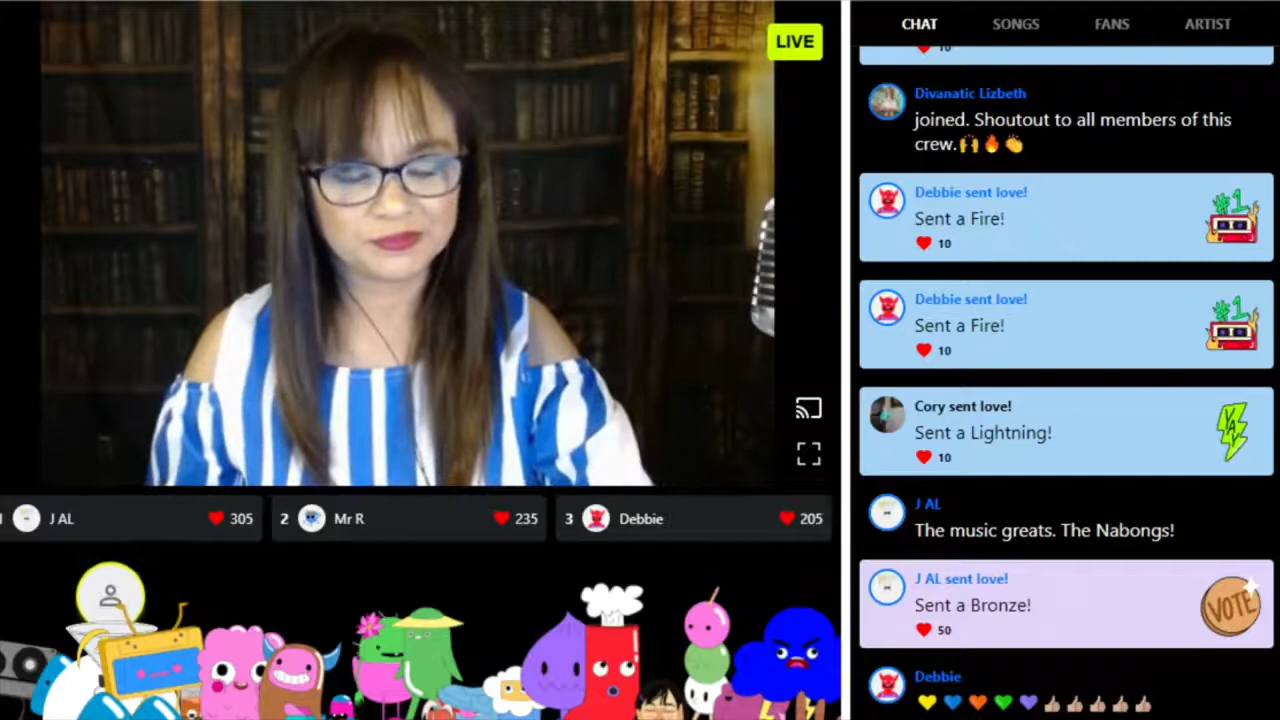 LIVE
1 J AL 305
2 Mr R 235
3 Debbie 205
CHAT SONGS FANS ARTIST
10
Divanatic Lizbeth
joined. Shoutout to all members of this
crew.🙌🔥👏
Debbie sent love!
Sent a Fire!
10
#1
Debbie sent love!
Sent a Fire!
10
#1
Cory sent love!
Sent a Lightning!
10
YAY
J AL
The music greats. The Nabongs!
J AL sent love!
Sent a Bronze!
50
VOTE
Debbie
💛💙🧡💚💜👍🏼👍🏼👍🏼👍🏼👍🏼